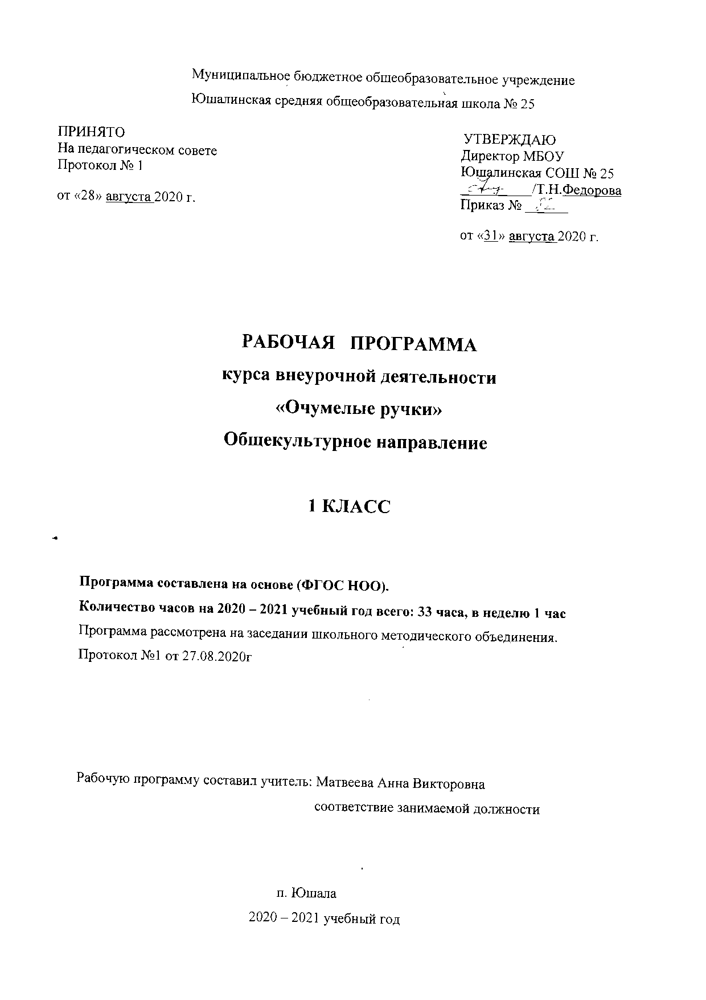 Муниципальное бюджетное общеобразовательное учреждение
Юшалинская средняя общеобразовательная школа № 25
ПРИНЯТО
На педагогическом совете
Протокол № 1
от «28» августа 2020 г.
УТВЕРЖДАЮ
Директор МБОУ
Юшалинская СОШ № 25
/Т.Н.Федорова
Приказ №
от «31» августа 2020 г.
РАБОЧАЯ ПРОГРАММА
курса внеурочной деятельности
«Очумелые ручки»
Общекультурное направление
1 КЛАСС
Программа составлена на основе (ФГОС НОО).
Количество часов на 2020 – 2021 учебный год всего: 33 часа, в неделю 1 час
Программа рассмотрена на заседании школьного методического объединения.
Протокол №1 от 27.08.2020г
Рабочую программу составил учитель: Матвеева Анна Викторовна
соответствие занимаемой должности
п. Юшала
2020 – 2021 учебный год